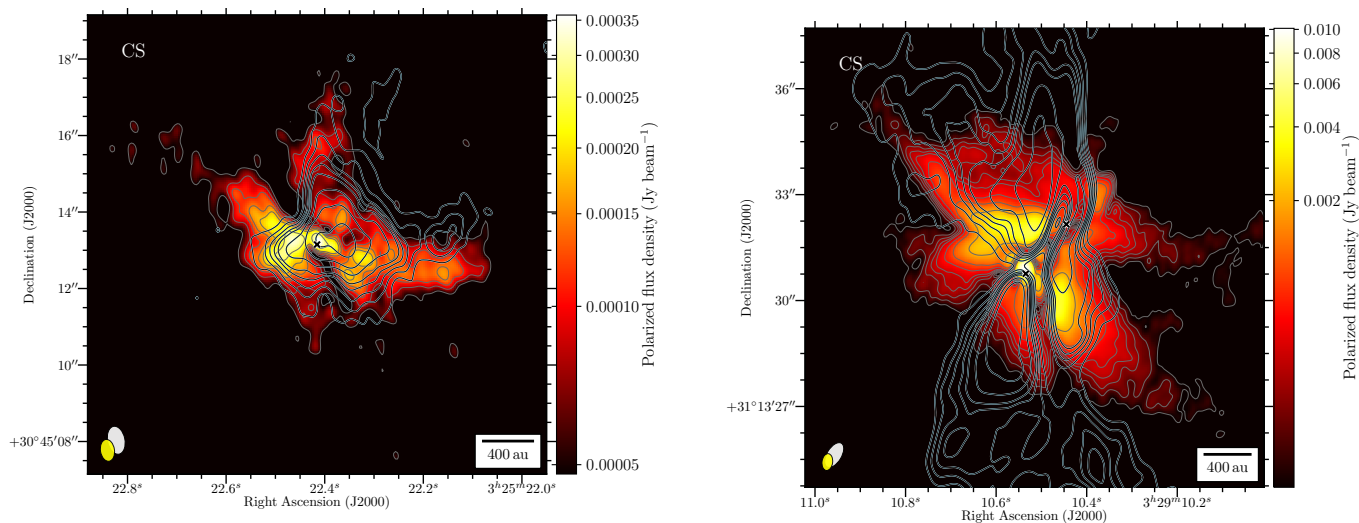 CS
18″
16″
14″
12″
10″
+30°45′08″
Declination (J2000)
22.8ˢ
22.6ˢ
22.4ˢ
22.2ˢ
3ʰ25ᵐ22.0ˢ
Right Ascension (J2000)
400 au
0.00035
0.00030
0.00025
0.00020
0.00015
0.00010
0.00005
Polarized flux density (Jy beam⁻¹)
CS
36″
33″
30″
+31°13′27″
Declination (J2000)
11.0ˢ
10.8ˢ
10.6ˢ
10.4ˢ
3ʰ29ᵐ10.2ˢ
Right Ascension (J2000)
400 au
0.010
0.008
0.006
0.004
0.002
Polarized flux density (Jy beam⁻¹)